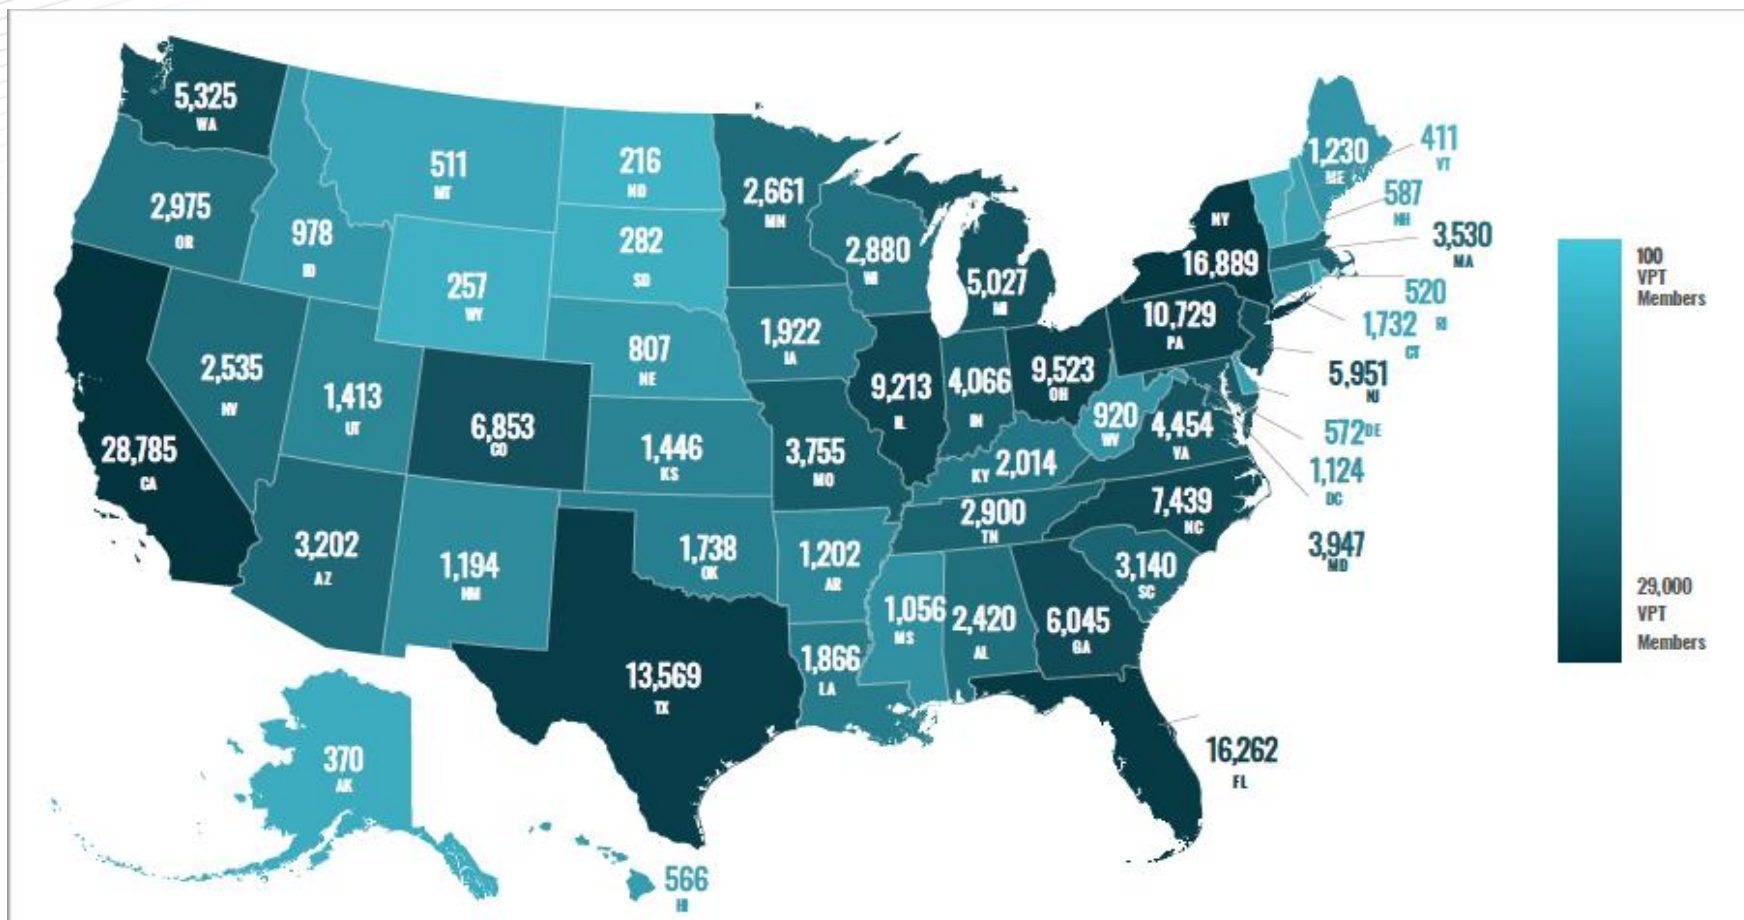 5,325
WA
2,975
OR
978
ID
511
MT
216
ND
2,661
MN
282
SD
257
WY
2,880
WI
5,027
MI
NY
16,889
1,230
ME
411
VT
587
NH
3,530
MA
520
RI
1,732
CT
5,951
NJ
572 DE
1,124
DC
3,947
MD
10,729
PA
9,523
OH
4,066
IN
9,213
IL
1,922
IA
807
NE
2,535
NV
1,413
UT
6,853
CO
1,446
KS
3,755
MO
28,785
CA
3,202
AZ
1,194
NM
1,738
OK
1,202
AR
KY 2,014
920
WV
4,454
VA
7,439
NC
2,900
TN
3,140
SC
1,056
MS
2,420
AL
6,045
GA
1,866
LA
13,569
TX
16,262
FL
370
AK
566
HI
100
VPT
Members
29,000
VPT
Members